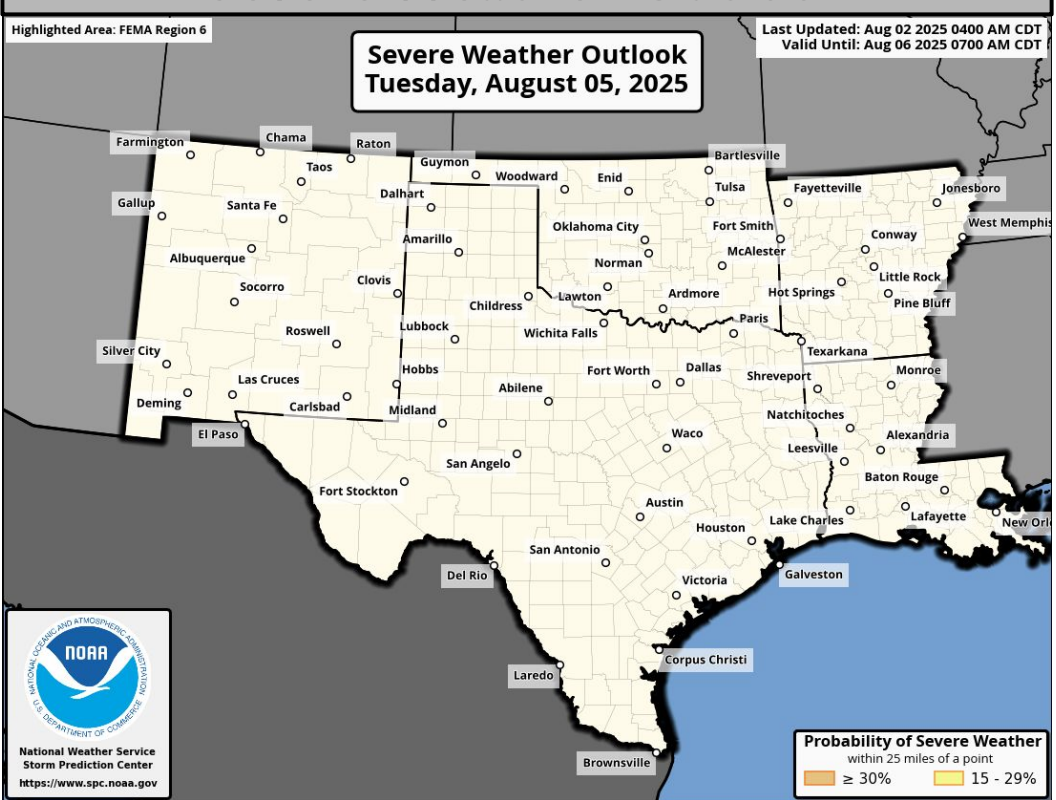 Highlighted Area: FEMA Region 6
Last Updated: Aug 02 2025 0400 AM CDT
Valid Until: Aug 06 2025 0700 AM CDT
Severe Weather Outlook
Tuesday, August 05, 2025
Farmington
Chama
Raton
Taos
Guymon
Woodward
Enid
Bartlesville
Tulsa
Fayetteville
Jonesboro
Gallup
Santa Fe
Dalhart
West Memphis
Amarillo
Oklahoma City
Fort Smith
Conway
Albuquerque
Norman
McAlester
Socorro
Clovis
Childress
Lawton
Ardmore
Hot Springs
Little Rock
Pine Bluff
Roswell
Lubbock
Wichita Falls
Paris
Silver City
Texarkana
Hobbs
Fort Worth
Dallas
Shreveport
Monroe
Las Cruces
Abilene
Deming
Carlsbad
Midland
Natchitoches
El Paso
Waco
Leesville
Alexandria
San Angelo
Baton Rouge
Fort Stockton
Austin
Lake Charles
Lafayette
Houston
San Antonio
Del Rio
Galveston
Victoria
Corpus Christi
Laredo
Brownsville
NATIONAL OCEANIC AND ATMOSPHERIC ADMINISTRATION
NOAA
U.S. DEPARTMENT OF COMMERCE
National Weather Service
Storm Prediction Center
https://www.spc.noaa.gov
Probability of Severe Weather
within 25 miles of a point
≥ 30%
15 - 29%